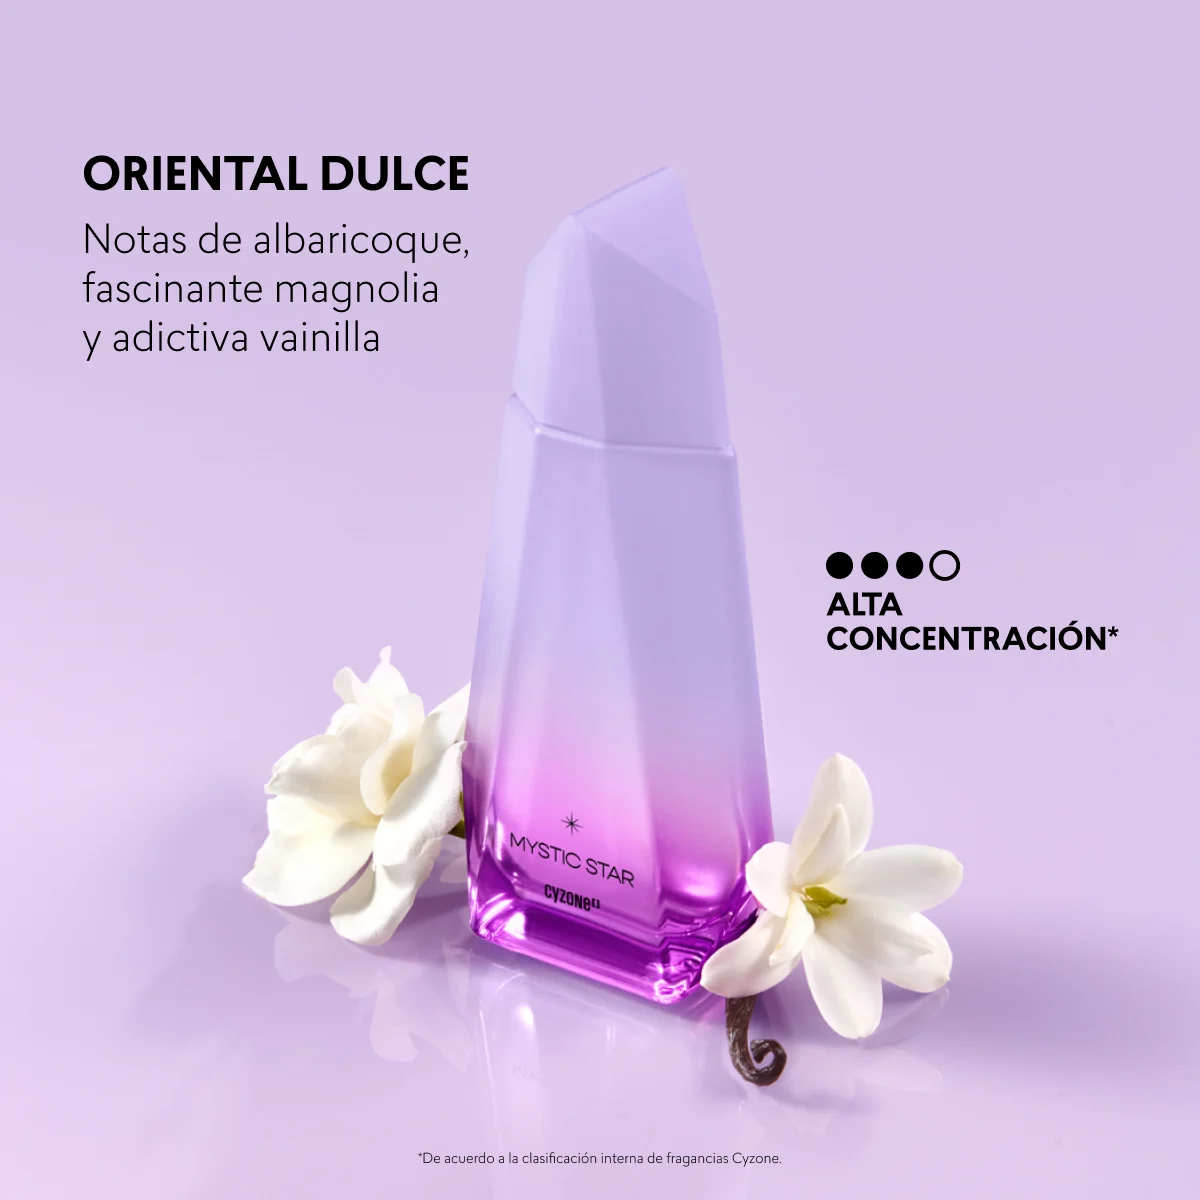 ORIENTAL DULCE
Notas de albaricoque,
fascinante magnolia
y adictiva vainilla
ALTA
CONCENTRACIÓN*
MYSTIC STAR
cyzone
*De acuerdo a la clasificación interna de fragancias Cyzone.